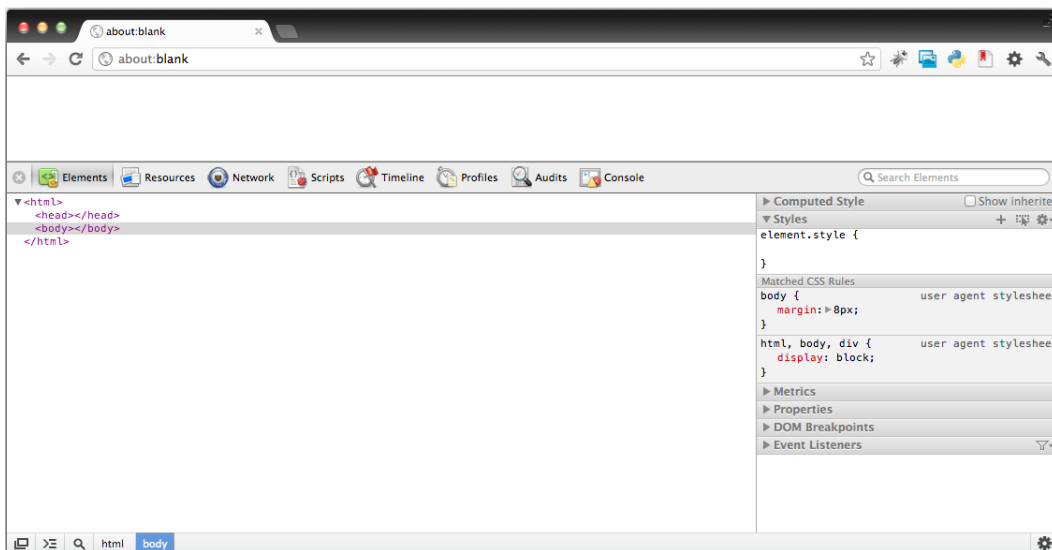 about:blank
about:blank
Elements Resources Network Scripts Timeline Profiles Audits Console Search Elements
▼<html>
<head></head>
<body></body>
</html>
▶ Computed Style Show inherite
▼ Styles
element.style {
}
Matched CSS Rules
body { user agent styleshee
margin:▶8px;
}
html, body, div { user agent styleshee
display: block;
}
▶ Metrics
▶ Properties
▶ DOM Breakpoints
▶ Event Listeners
html body